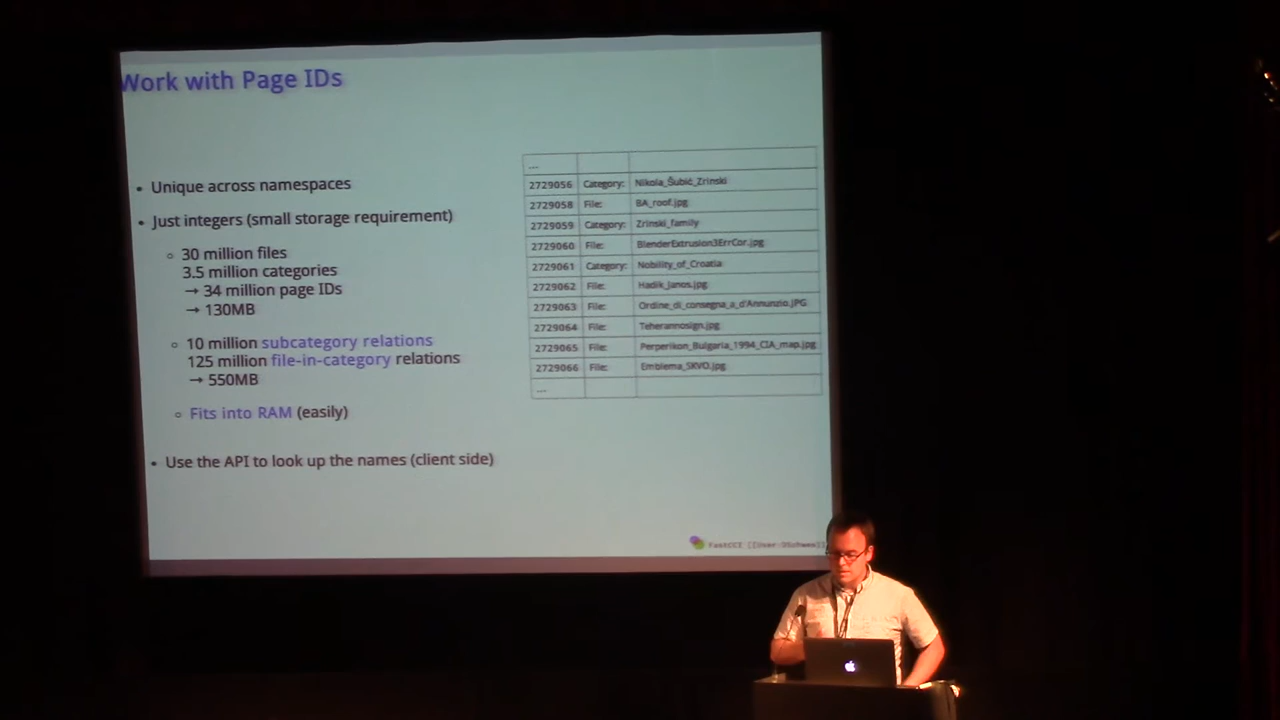 Work with Page IDs
• Unique across namespaces
• Just integers (small storage requirement)
◦ 30 million files
3.5 million categories
→ 34 million page IDs
→ 130MB
◦ 10 million subcategory relations
125 million file-in-category relations
→ 550MB
◦ Fits into RAM (easily)
• Use the API to look up the names (client side)
...
2729056 Category: Nikola_Šubić_Zrinski
2729058 File: BA_roof.jpg
2729059 Category: Zrinski_family
2729060 File: BlenderExtrusion3ErrCor.jpg
2729061 Category: Nobility_of_Croatia
2729062 File: Hadik_Janos.jpg
2729063 File: Ordine_di_consegna_a_d'Annunzio.JPG
2729064 File: Teherannosign.jpg
2729065 File: Perperikon_Bulgaria_1994_CIA_map.jpg
2729066 File: Emblema_SKVO.jpg
...
FastCCI [[User:DSchwen]]